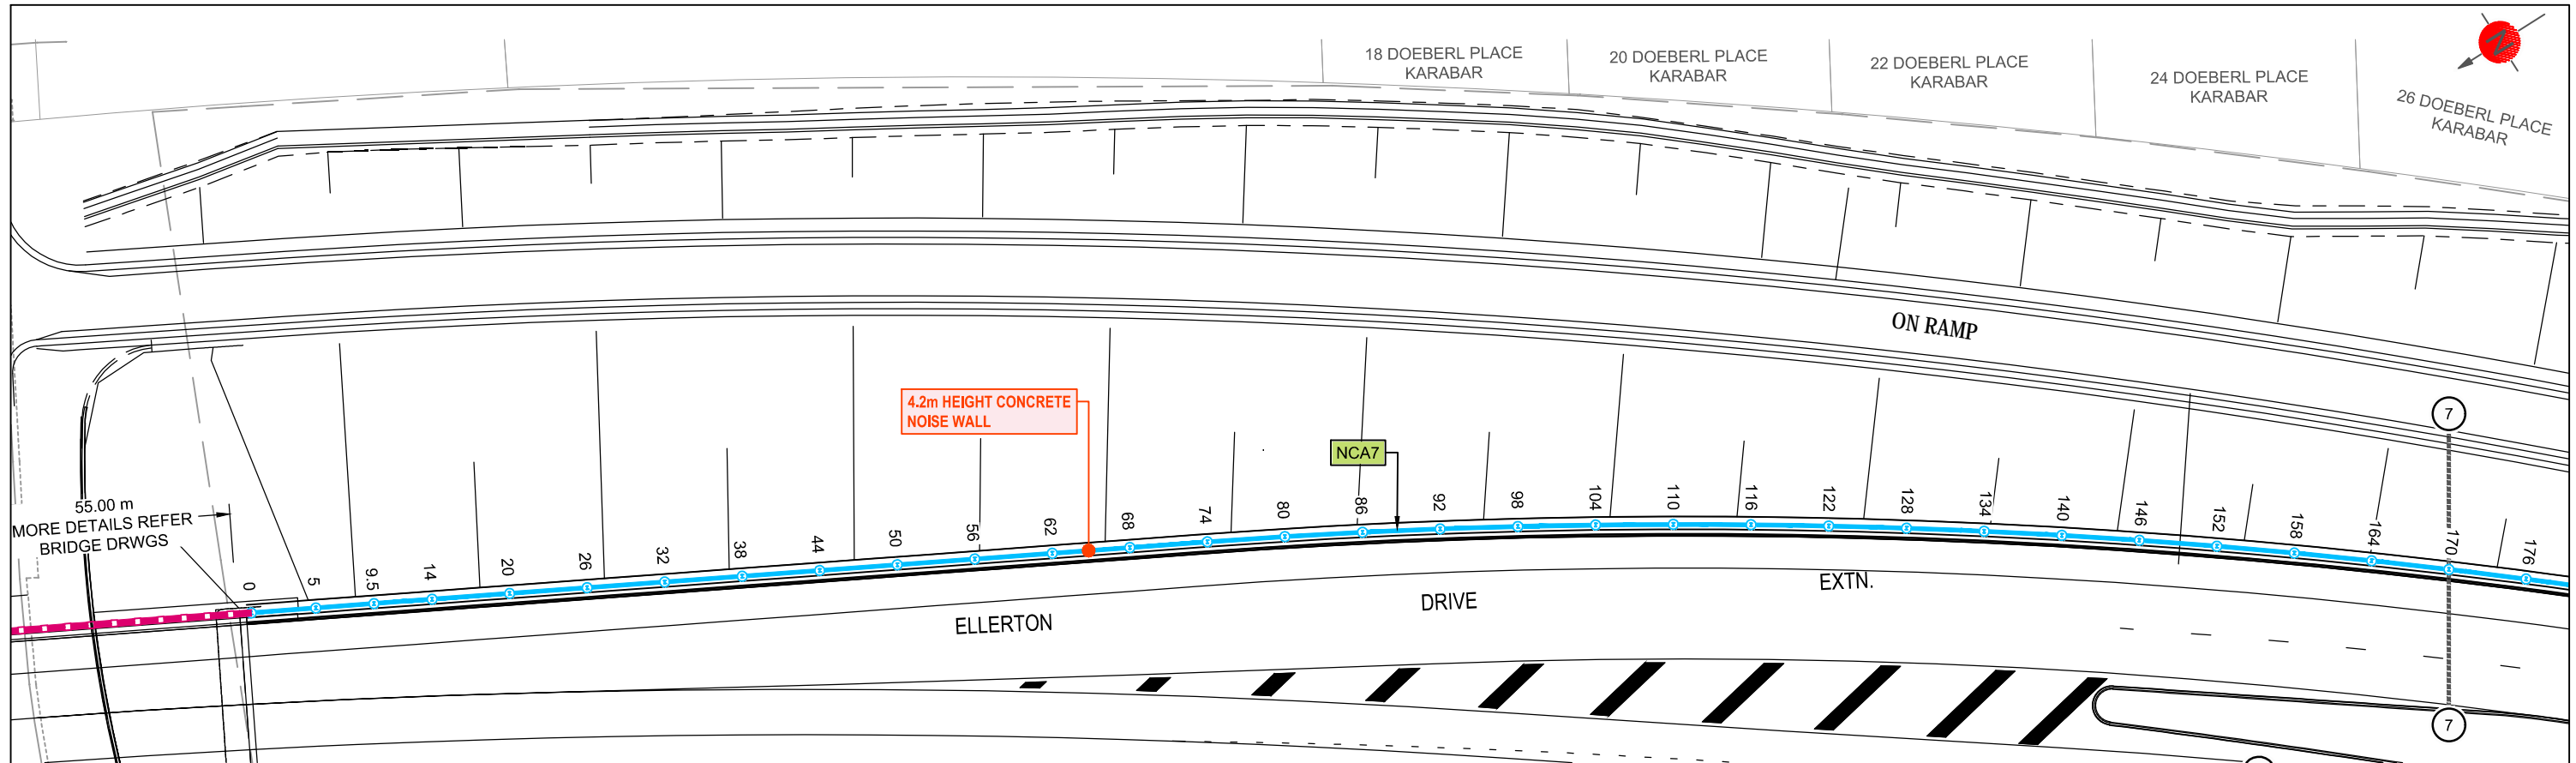 18 DOEBERL PLACE
KARABAR
20 DOEBERL PLACE
KARABAR
22 DOEBERL PLACE
KARABAR
24 DOEBERL PLACE
KARABAR
26 DOEBERL PLACE
KARABAR
N
ON RAMP
4.2m HEIGHT CONCRETE
NOISE WALL
NCA7
7
55.00 m
MORE DETAILS REFER
BRIDGE DRWGS
0
5
9.5
14
20
26
32
38
44
50
56
62
68
74
80
86
92
98
104
110
116
122
128
134
140
146
152
158
164
170
176
ELLERTON
DRIVE
EXTN.
7